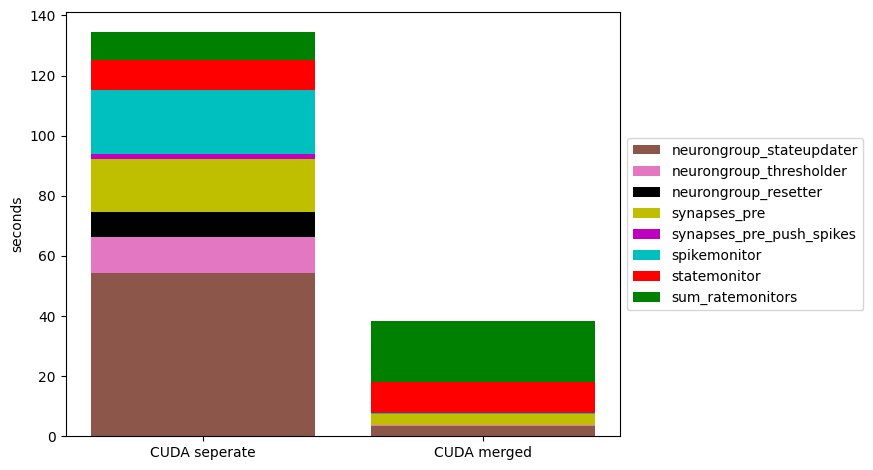 140
120
100
80
60
40
20
0
seconds
CUDA seperate
CUDA merged
neurongroup_stateupdater
neurongroup_thresholder
neurongroup_resetter
synapses_pre
synapses_pre_push_spikes
spikemonitor
statemonitor
sum_ratemonitors